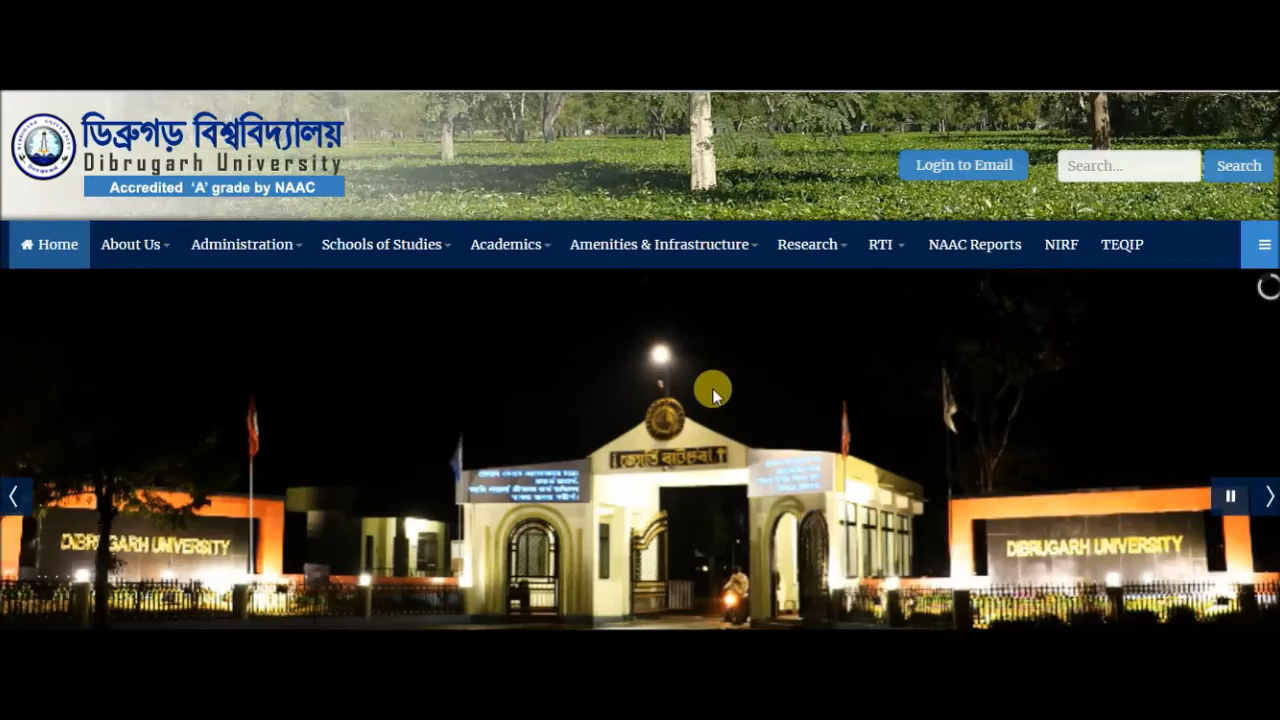 ডিব্ৰুগড় বিশ্ববিদ্যালয়
Dibrugarh University
Accredited 'A' grade by NAAC
Login to Email
Search...
Search
Home
About Us
Administration
Schools of Studies
Academics
Amenities & Infrastructure
Research
RTI
NAAC Reports
NIRF
TEQIP
DIBRUGARH UNIVERSITY
DIBRUGARH UNIVERSITY